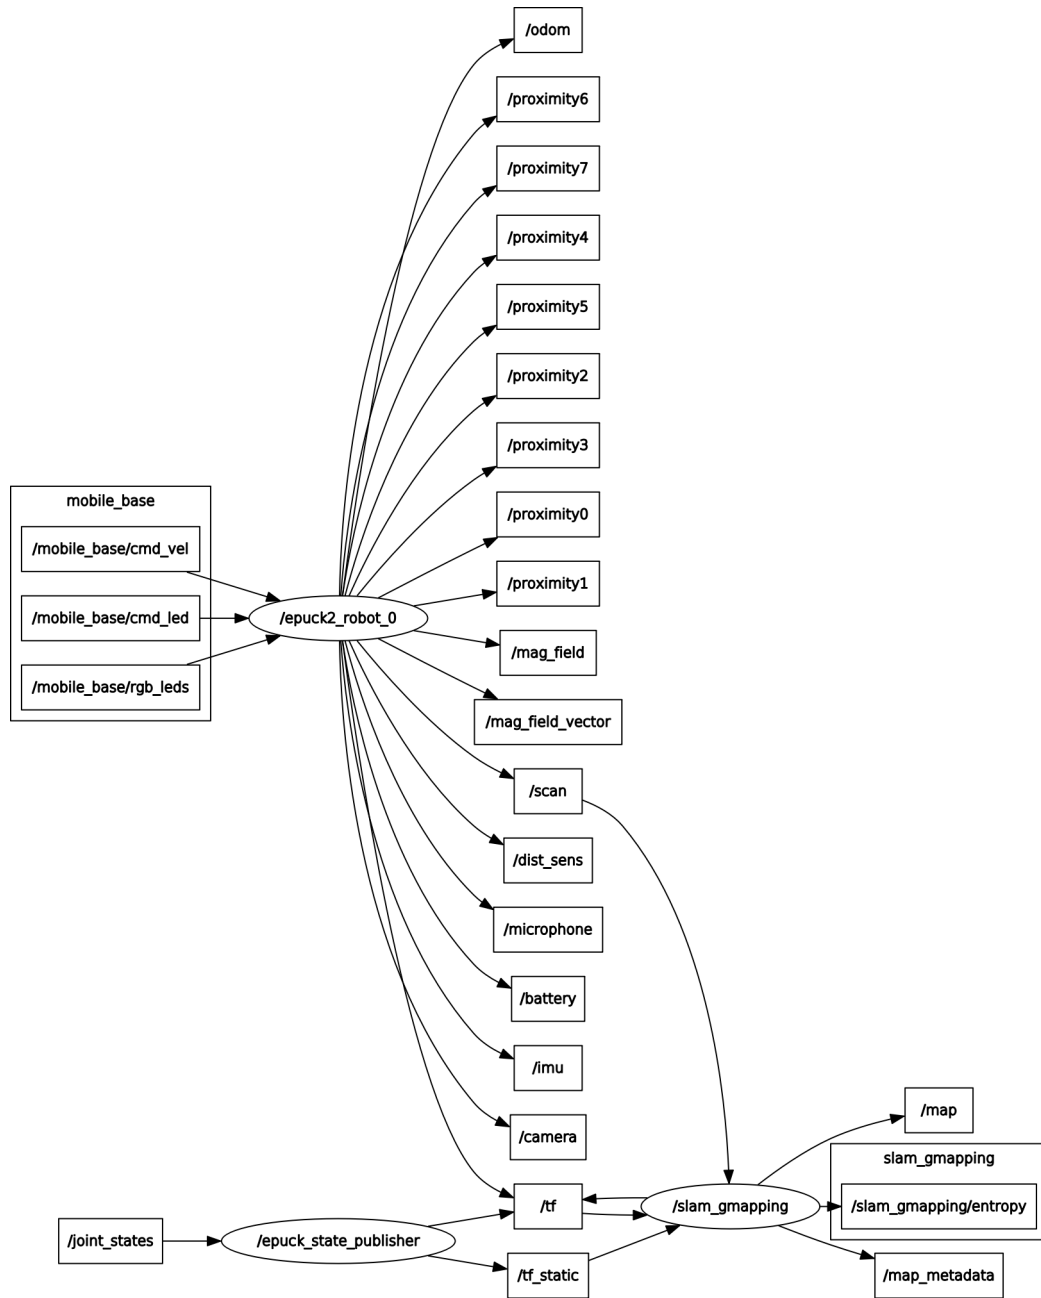 /odom
/proximity6
/proximity7
/proximity4
/proximity5
/proximity2
/proximity3
mobile_base
/proximity0
/mobile_base/cmd_vel
/proximity1
/mobile_base/cmd_led
/epuck2_robot_0
/mag_field
/mobile_base/rgb_leds
/mag_field_vector
/scan
/dist_sens
/microphone
/battery
/imu
/map
/camera
slam_gmapping
/tf
/slam_gmapping
/slam_gmapping/entropy
/joint_states
/epuck_state_publisher
/tf_static
/map_metadata